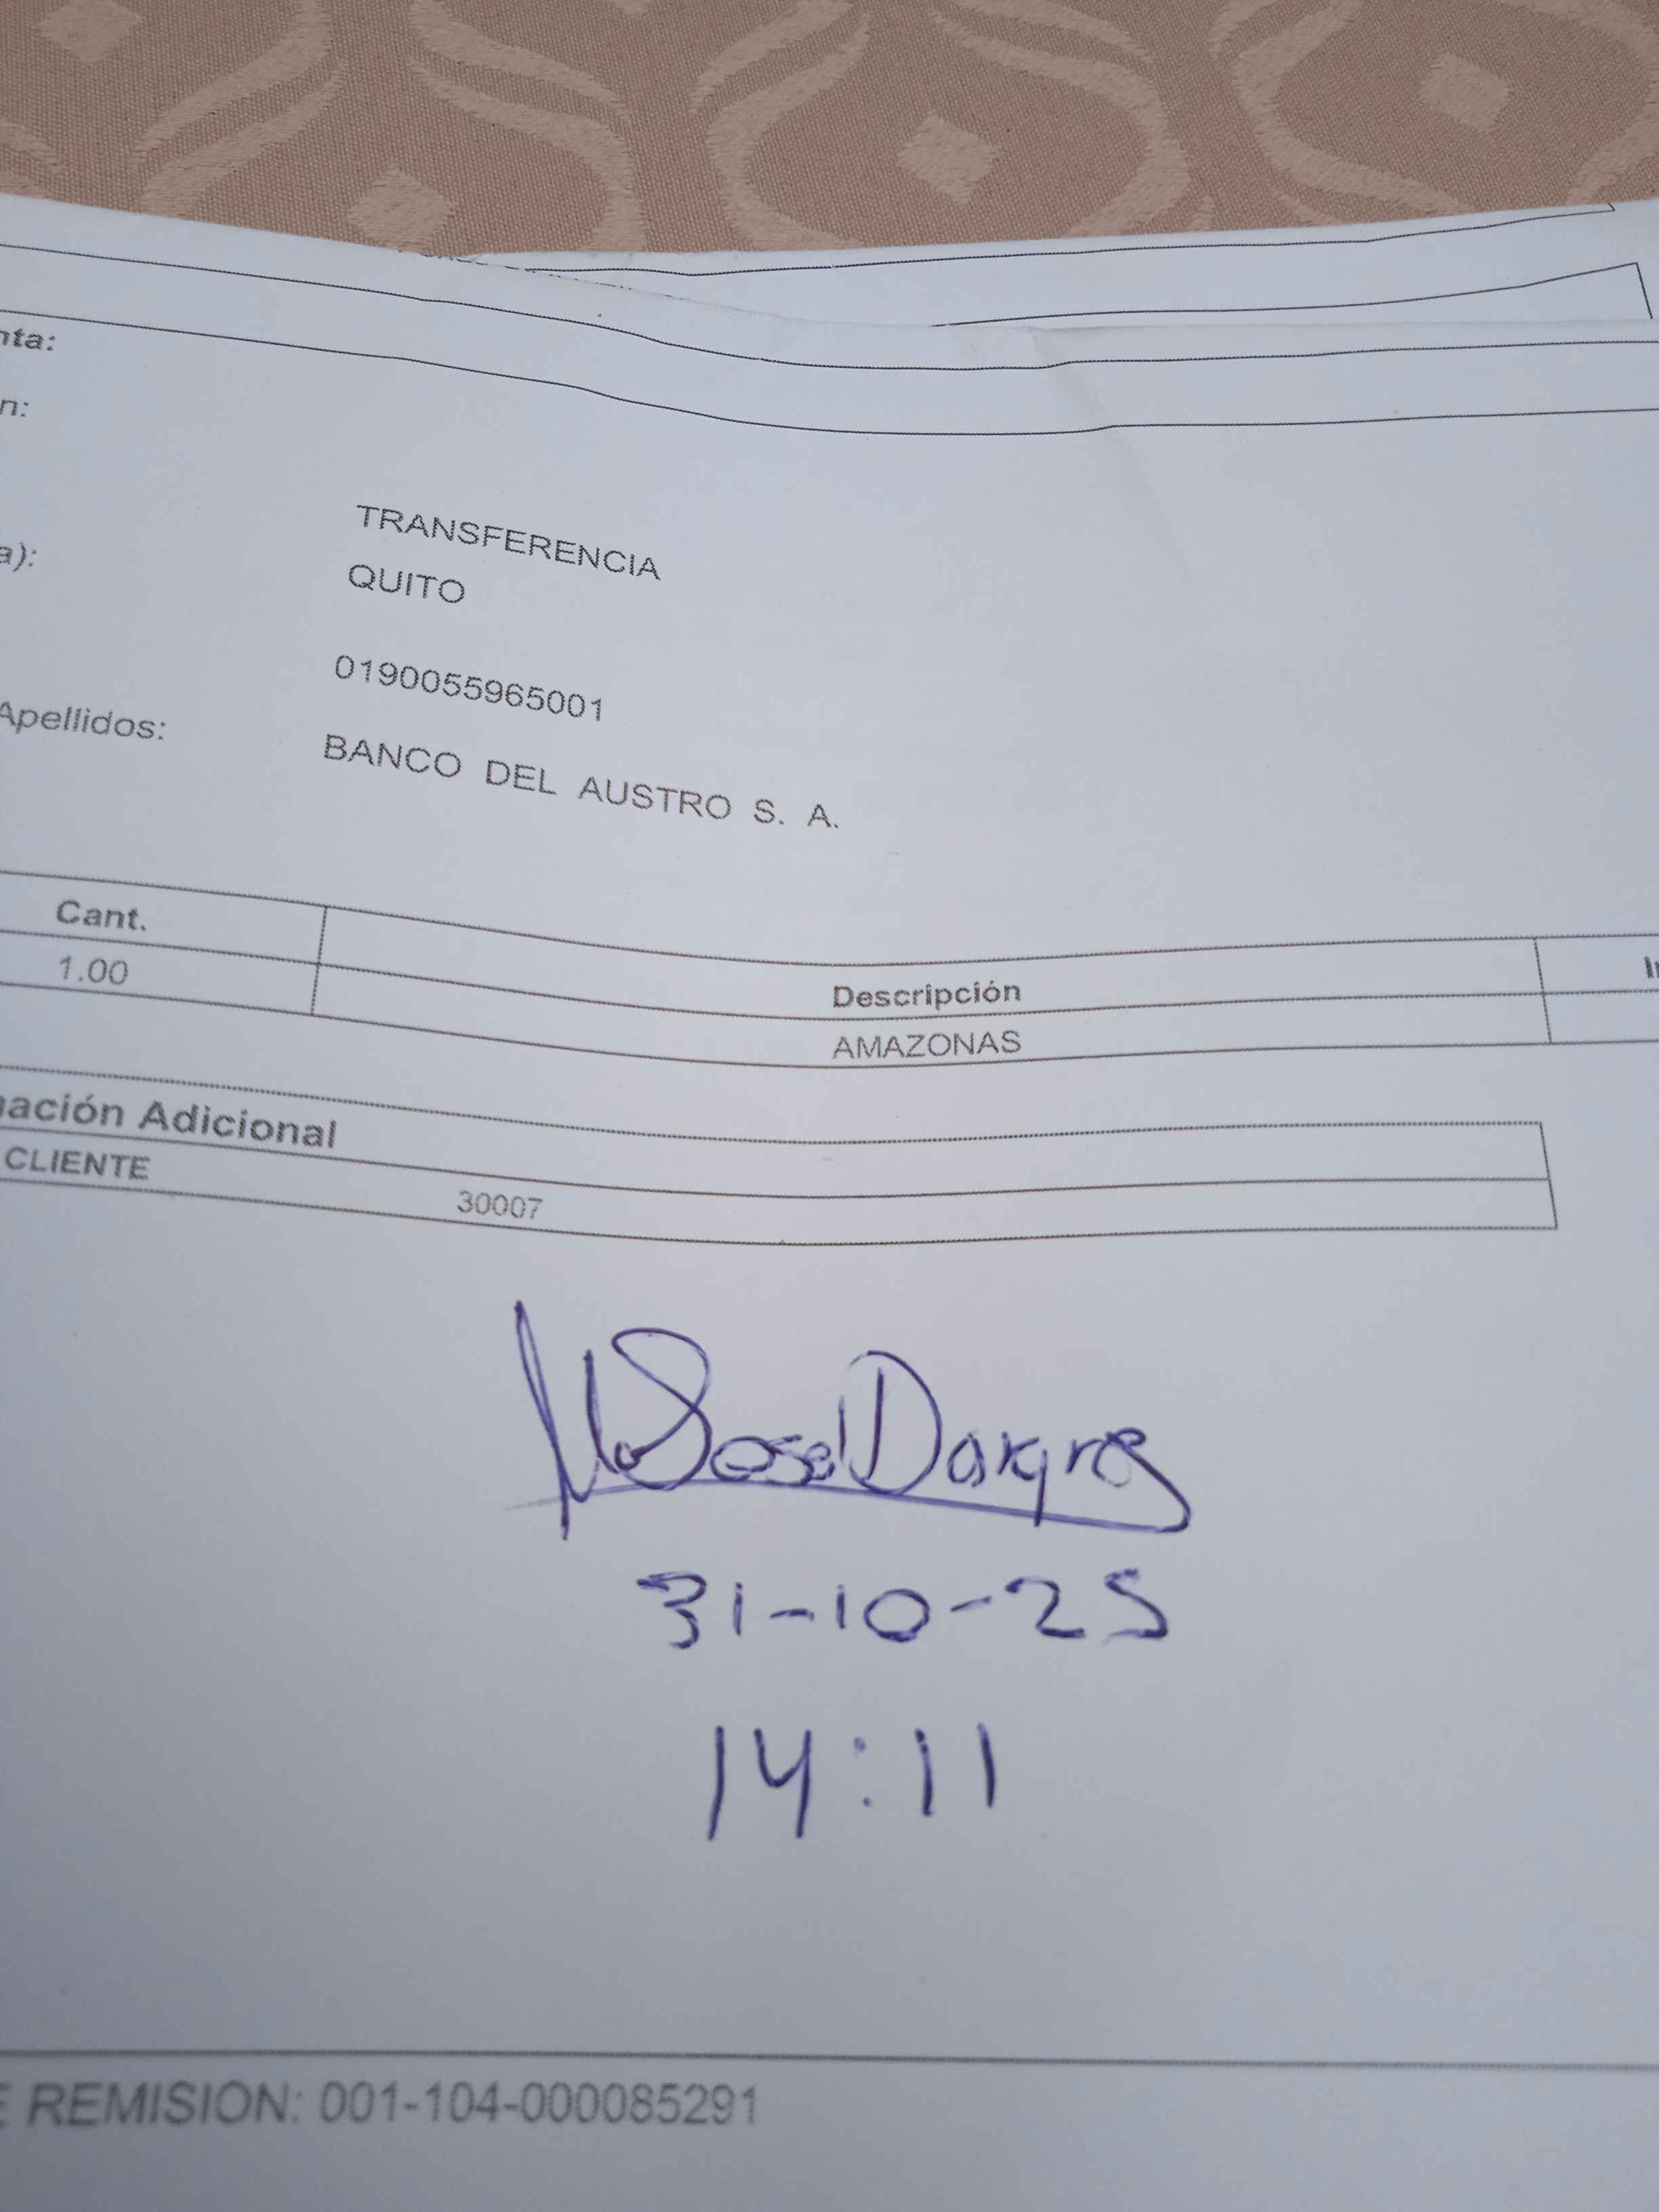 nta:
n:
TRANSFERENCIA
a):
QUITO
0190055965001
Apellidos:
BANCO DEL AUSTRO S. A.
Cant.
Descripción
1.00
AMAZONAS
nación Adicional
CLIENTE
30007
31-10-25
14:11
E REMISION: 001-104-000085291